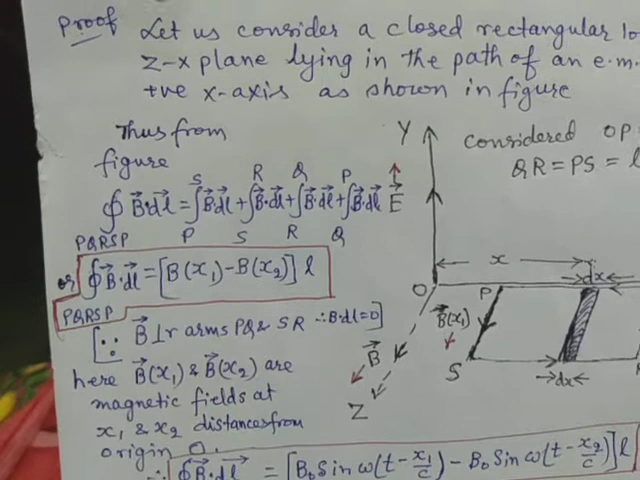 Proof Let us consider a closed rectangular
z-x plane lying in the path of an e.m.
+ve x-axis as shown in figure
Thus from
figure
considered
QR = PS = l
Y
S R Q P
∮ B⃗·dl⃗ = ∫B⃗·dl⃗ + ∫B⃗·dl⃗ + ∫B⃗·dl⃗ + ∫B⃗·dl⃗
PQRSP P S R Q
E⃗
or ∮ B⃗·dl⃗ = [B(x₁) - B(x₂)] l
PQRSP
x
dx
O P
B⃗(x₁)
[∵ B⃗ ⊥r arms PQ & SR ∴ B·dl = 0]
B⃗
S
dx
Z
here B⃗(x₁) & B⃗(x₂) are
magnetic fields at
x₁ & x₂ distances from
origin O.
∴ ∮ B⃗·dl⃗ = [B₀ Sin ω(t - x₁/c) - B₀ Sin ω(t - x₂/c)] l